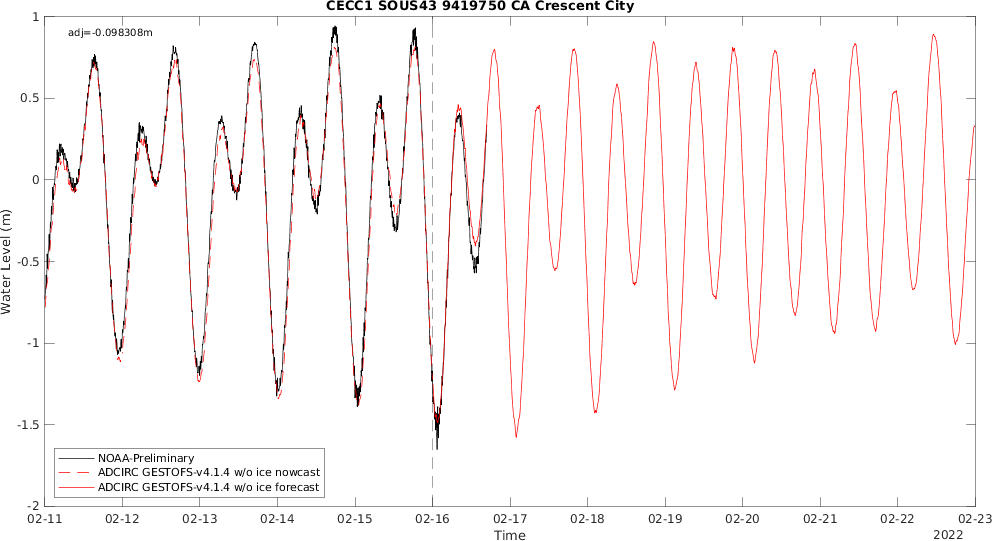 CECC1 SOUS43 9419750 CA Crescent City
adj=-0.098308m
1
0.5
0
-0.5
-1
-1.5
-2
Water Level (m)
NOAA-Preliminary
ADCIRC GESTOFS-v4.1.4 w/o ice nowcast
ADCIRC GESTOFS-v4.1.4 w/o ice forecast
02-11 02-12 02-13 02-14 02-15 02-16 02-17 02-18 02-19 02-20 02-21 02-22 02-23
Time
2022